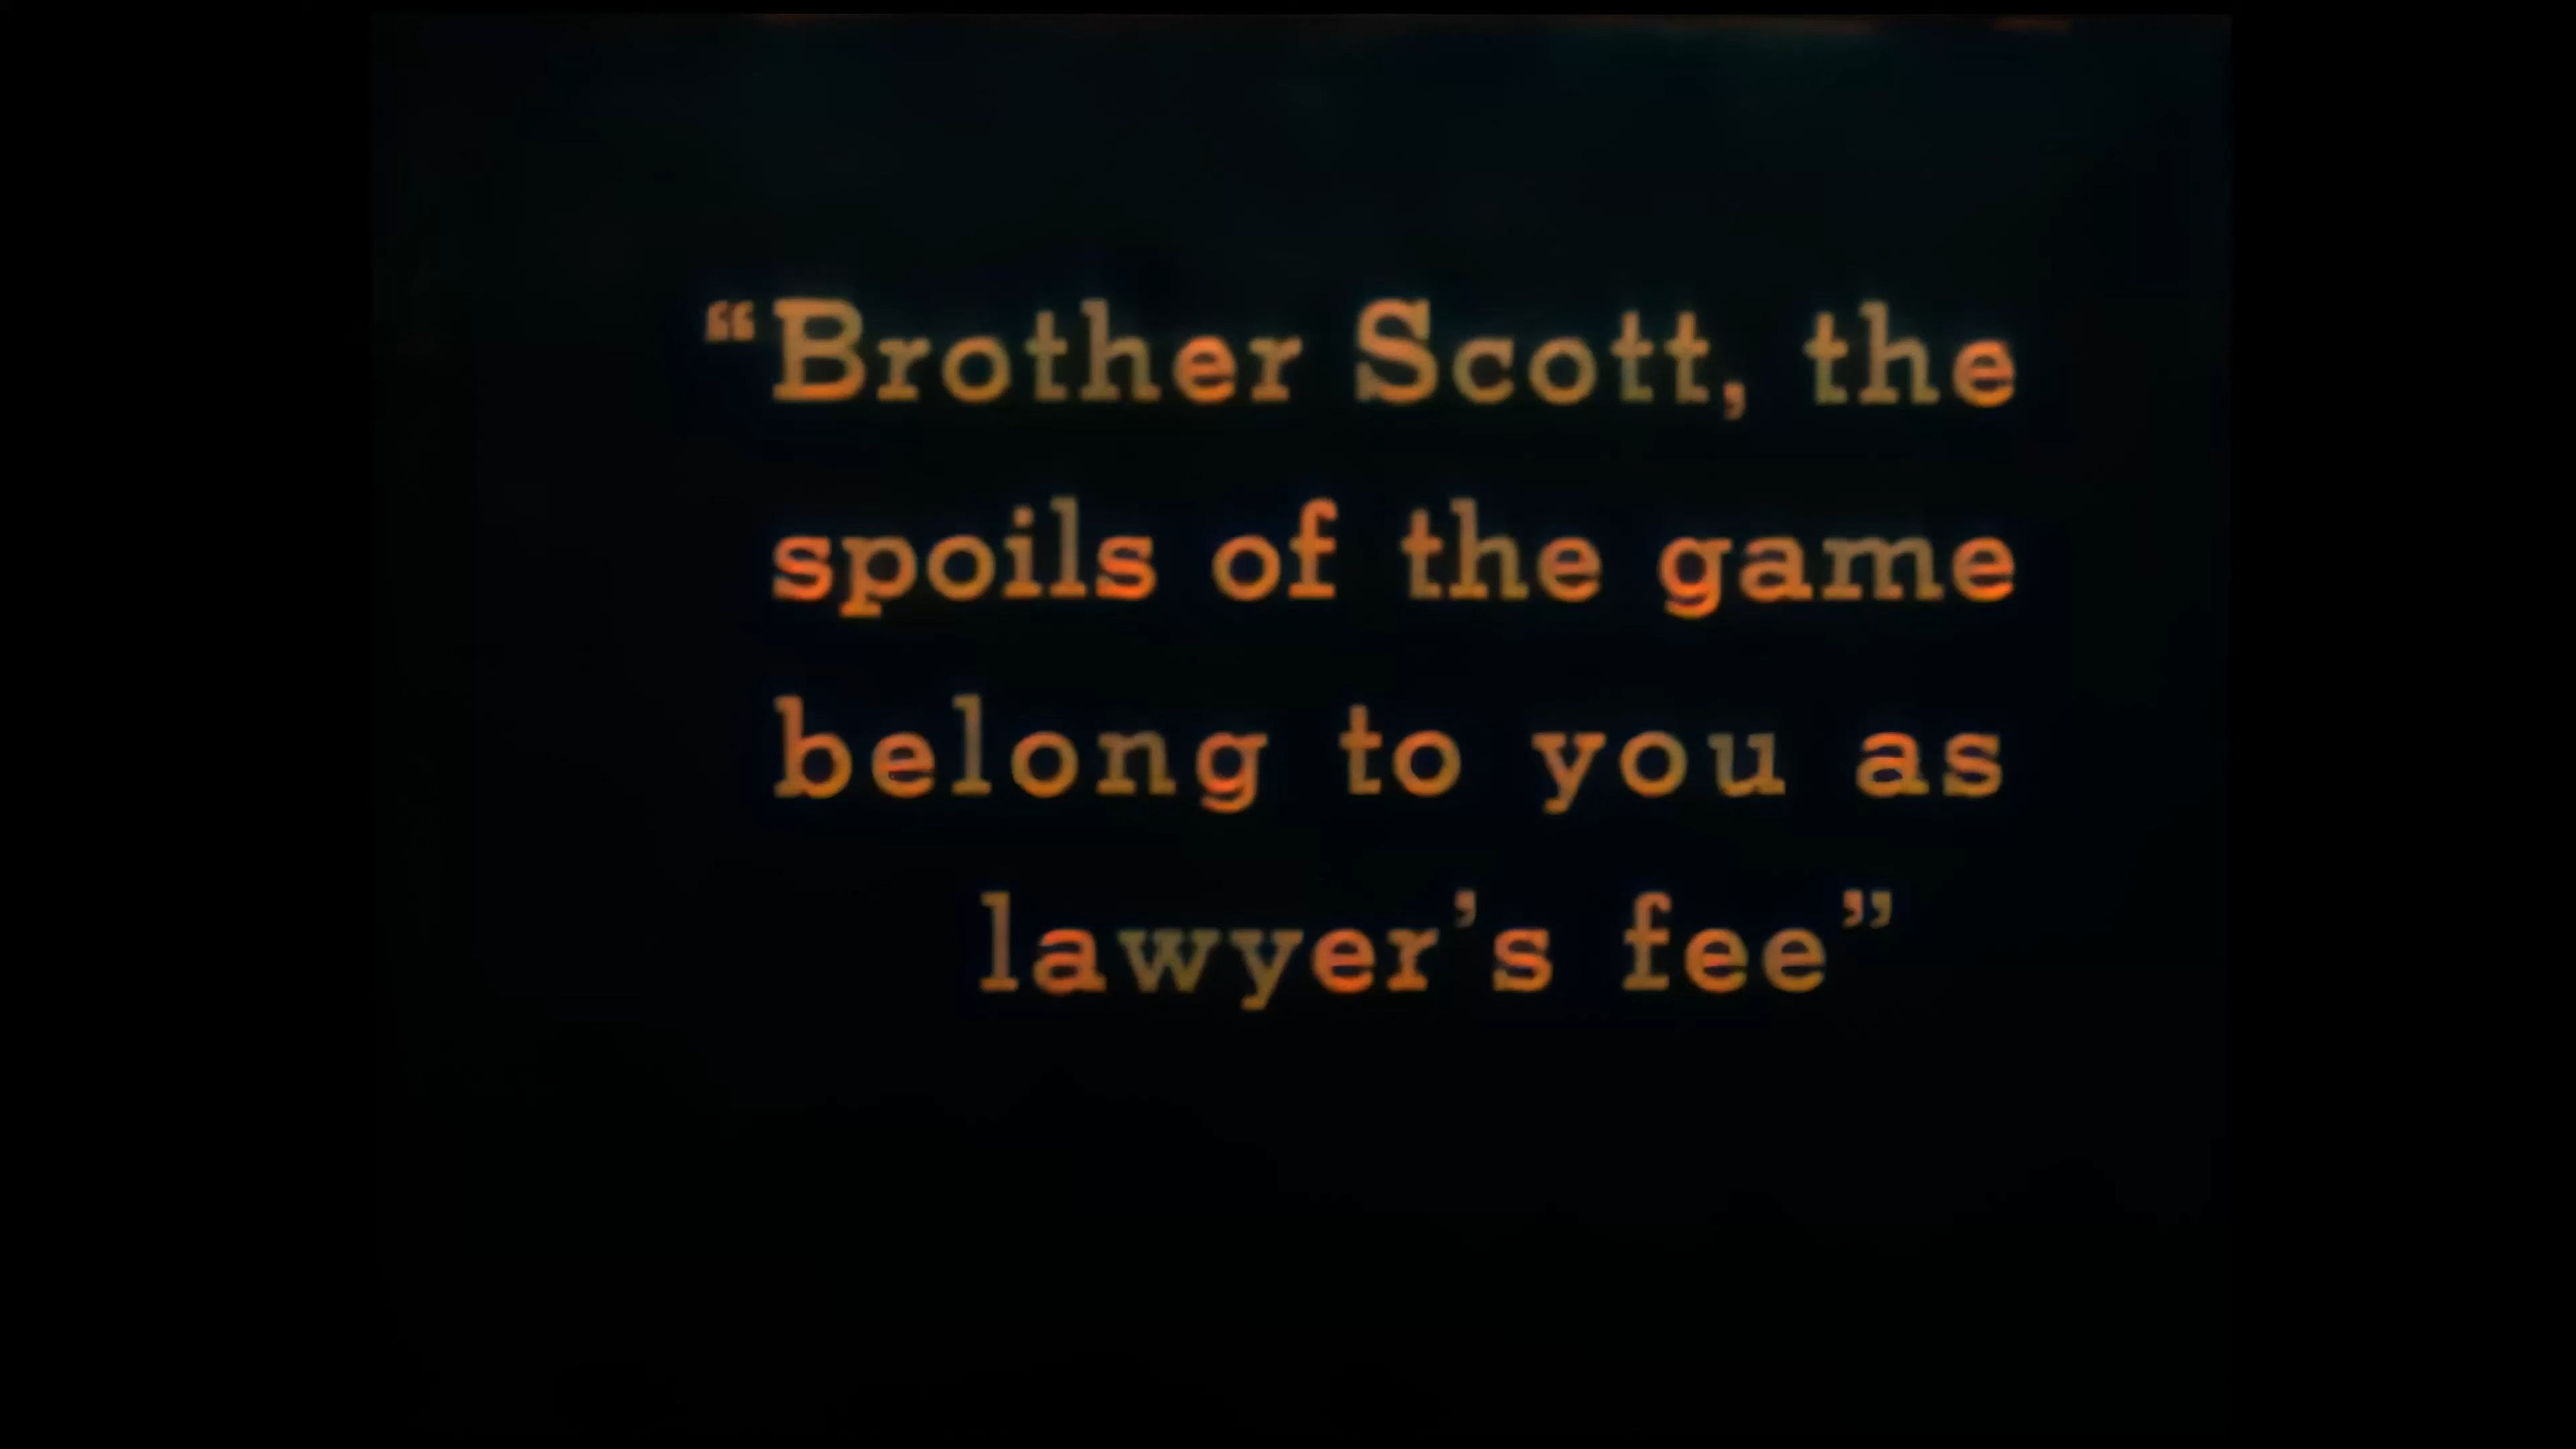 “Brother Scott, the
spoils of the game
belong to you as
lawyer’s fee”